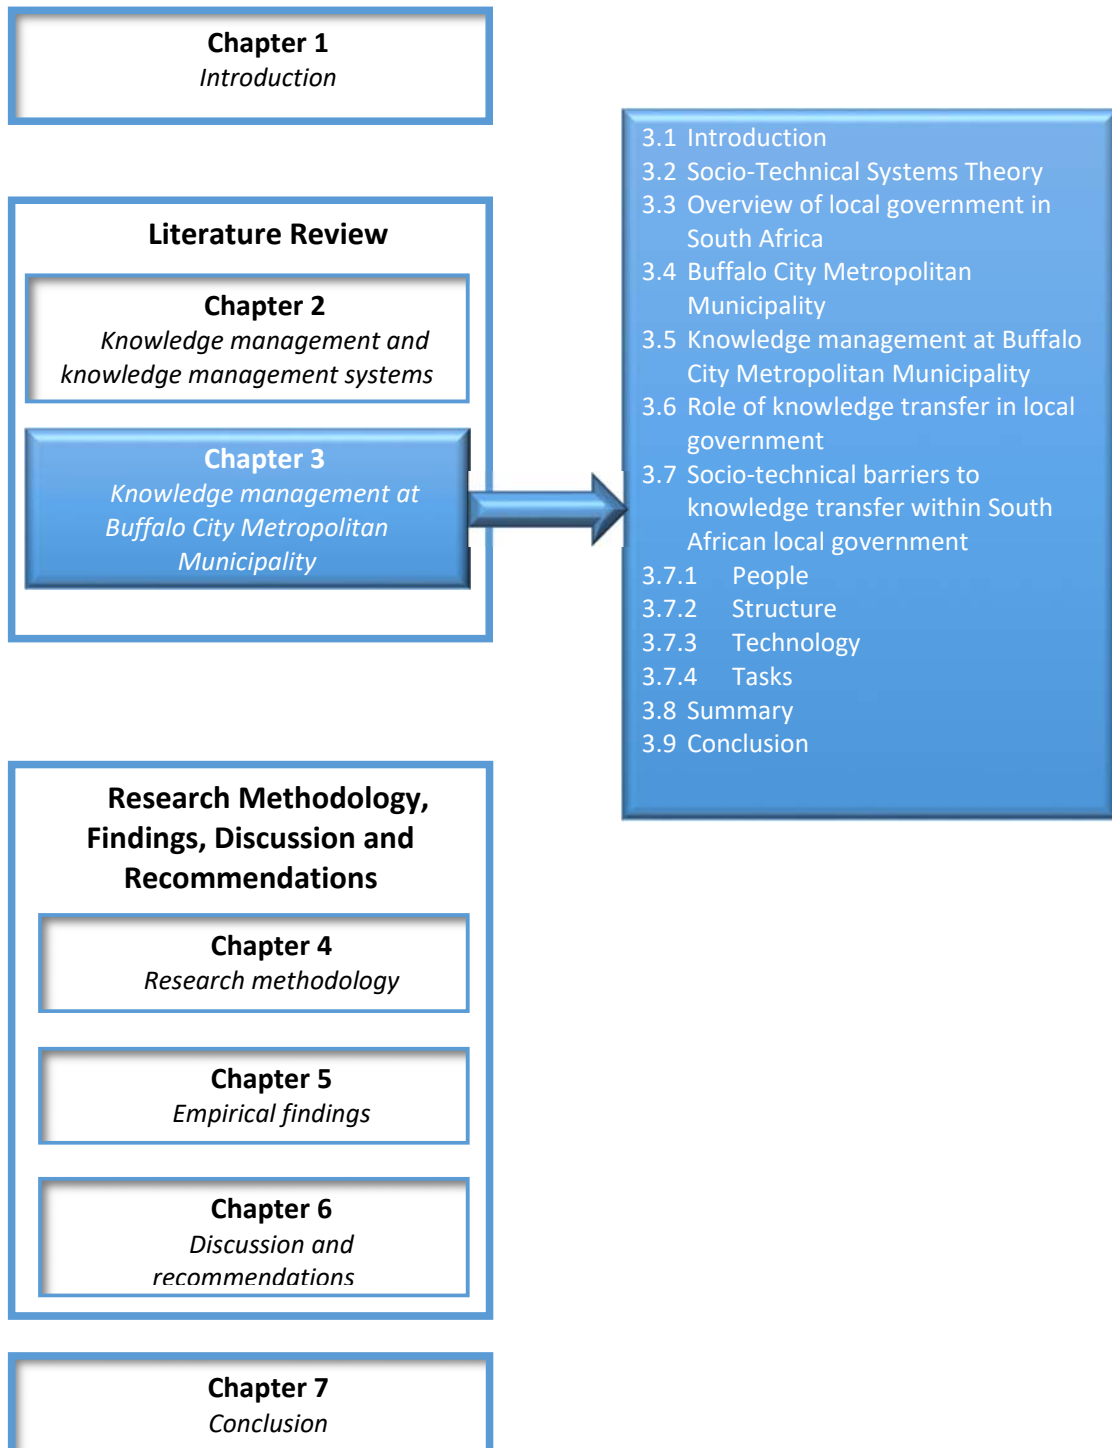 Chapter 1
Introduction
Literature Review
Chapter 2
Knowledge management and
knowledge management systems
Chapter 3
Knowledge management at
Buffalo City Metropolitan
Municipality
3.1 Introduction
3.2 Socio-Technical Systems Theory
3.3 Overview of local government in
South Africa
3.4 Buffalo City Metropolitan
Municipality
3.5 Knowledge management at Buffalo
City Metropolitan Municipality
3.6 Role of knowledge transfer in local
government
3.7 Socio-technical barriers to
knowledge transfer within South
African local government
3.7.1 People
3.7.2 Structure
3.7.3 Technology
3.7.4 Tasks
3.8 Summary
3.9 Conclusion
Research Methodology,
Findings, Discussion and
Recommendations
Chapter 4
Research methodology
Chapter 5
Empirical findings
Chapter 6
Discussion and
recommendations
Chapter 7
Conclusion